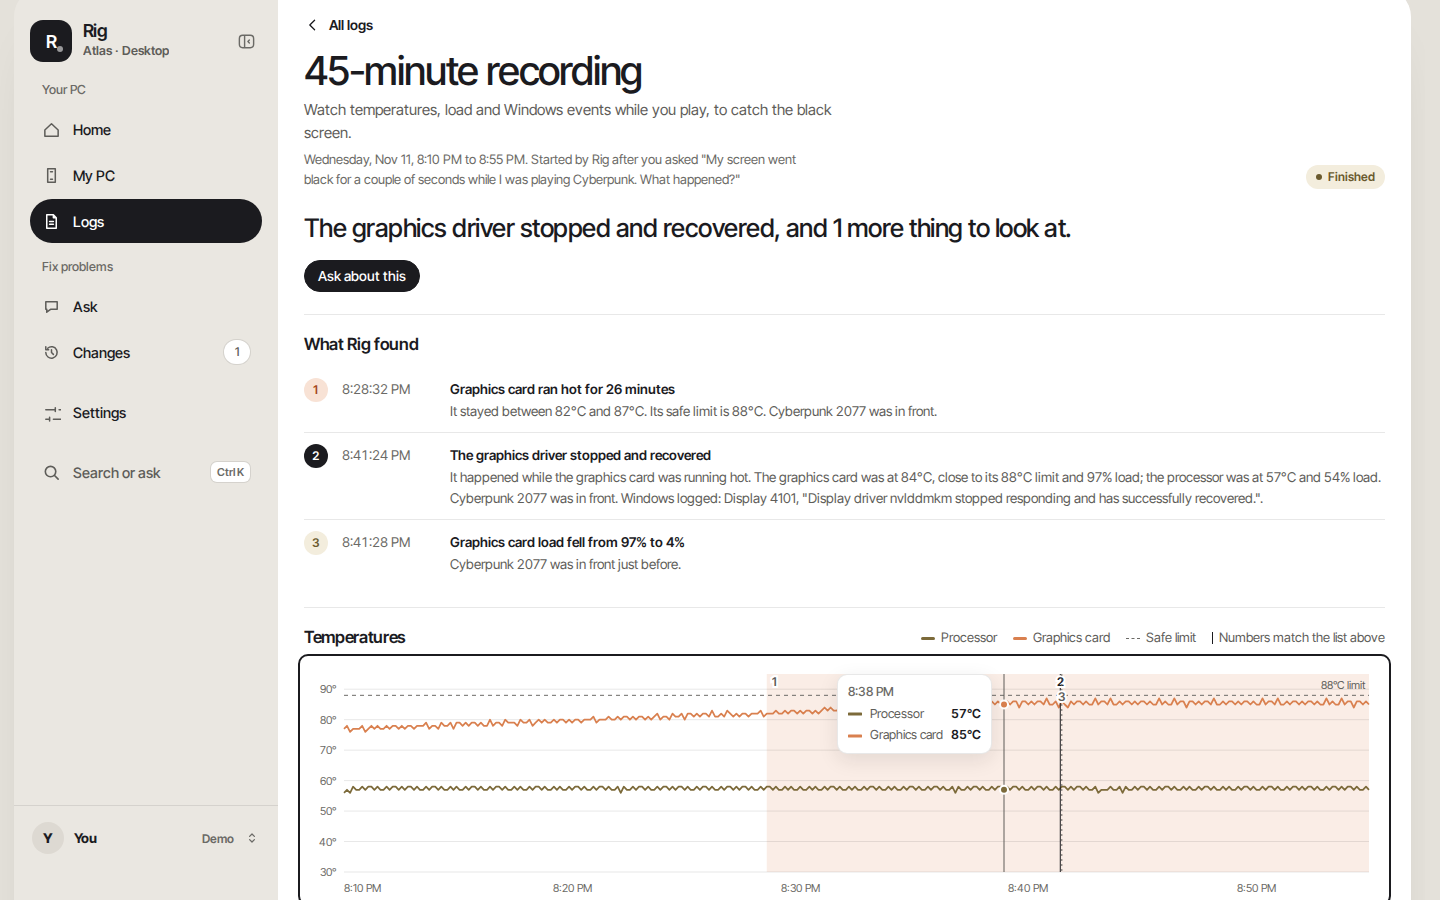 R
Rig
Atlas · Desktop
Your PC
Home
My PC
Logs
Fix problems
Ask
Changes
1
Settings
Search or ask
Ctrl K
Y
You
Demo
All logs
45-minute recording
Watch temperatures, load and Windows events while you play, to catch the black
screen.
Wednesday, Nov 11, 8:10 PM to 8:55 PM. Started by Rig after you asked "My screen went
black for a couple of seconds while I was playing Cyberpunk. What happened?"
Finished
The graphics driver stopped and recovered, and 1 more thing to look at.
Ask about this
What Rig found
1
8:28:32 PM
Graphics card ran hot for 26 minutes
It stayed between 82°C and 87°C. Its safe limit is 88°C. Cyberpunk 2077 was in front.
2
8:41:24 PM
The graphics driver stopped and recovered
It happened while the graphics card was running hot. The graphics card was at 84°C, close to its 88°C limit and 97% load; the processor was at 57°C and 54% load.
Cyberpunk 2077 was in front. Windows logged: Display 4101, "Display driver nvlddmkm stopped responding and has successfully recovered.".
3
8:41:28 PM
Graphics card load fell from 97% to 4%
Cyberpunk 2077 was in front just before.
Temperatures
Processor
Graphics card
Safe limit
Numbers match the list above
90°
80°
70°
60°
50°
40°
30°
1
2
3
88°C limit
8:38 PM
Processor 57°C
Graphics card 85°C
8:10 PM
8:20 PM
8:30 PM
8:40 PM
8:50 PM